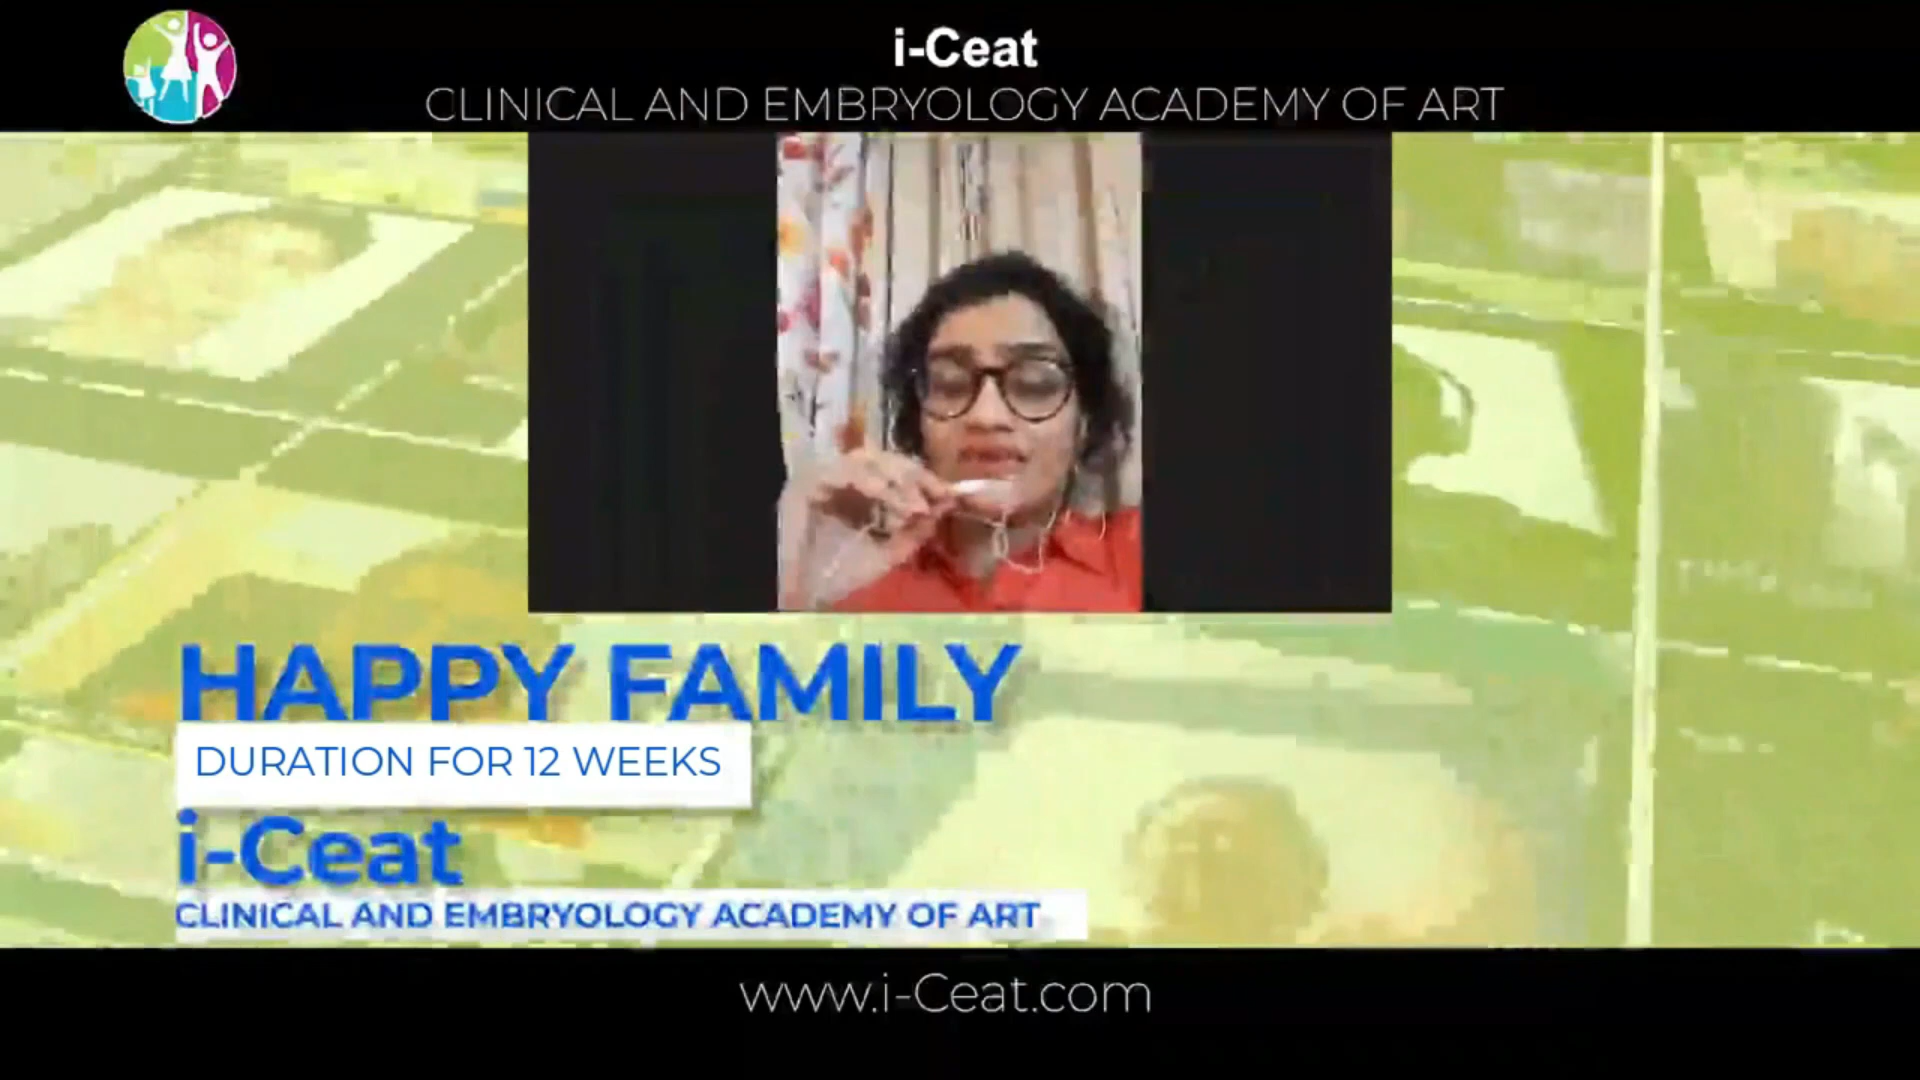 i-Ceat
CLINICAL AND EMBRYOLOGY ACADEMY OF ART
HAPPY FAMILY
DURATION FOR 12 WEEKS
i-Ceat
CLINICAL AND EMBRYOLOGY ACADEMY OF ART
www.i-Ceat.com